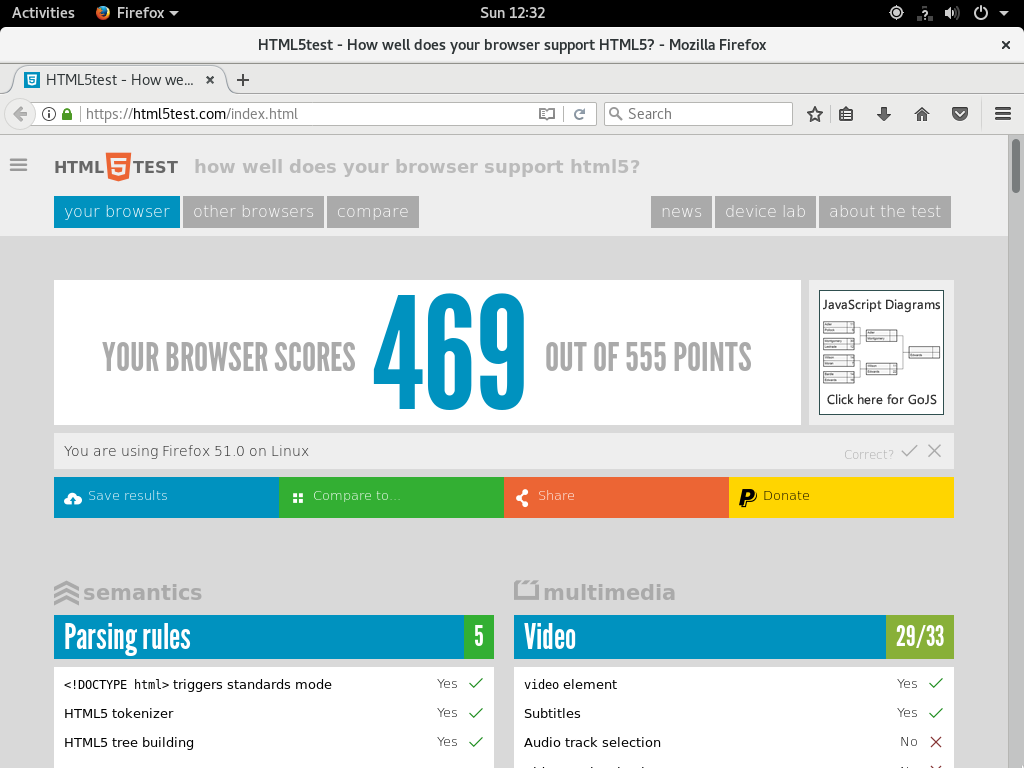 Activities Firefox Sun 12:32
HTML5test - How well does your browser support HTML5? - Mozilla Firefox
HTML5test - How we...
https://html5test.com/index.html Search
HTML 5 TEST how well does your browser support html5?
your browser other browsers compare news device lab about the test
YOUR BROWSER SCORES 469 OUT OF 555 POINTS
JavaScript Diagrams
Click here for GoJS
You are using Firefox 51.0 on Linux Correct?
Save results Compare to... Share Donate
semantics
Parsing rules 5
<!DOCTYPE html> triggers standards mode Yes
HTML5 tokenizer Yes
HTML5 tree building Yes
multimedia
Video 29/33
video element Yes
Subtitles Yes
Audio track selection No